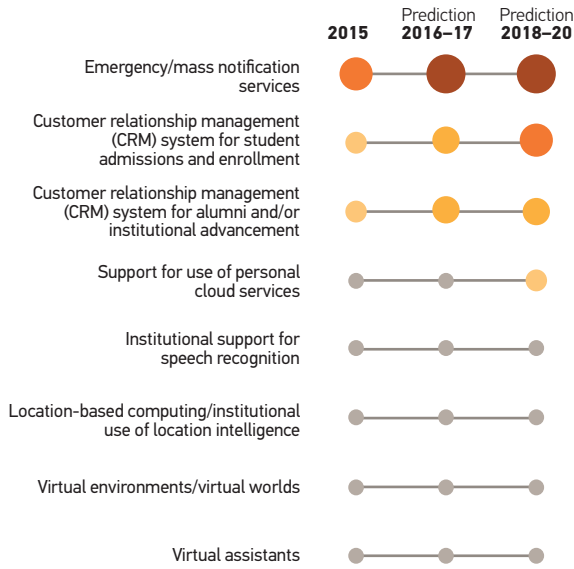 Prediction Prediction
2015 2016–17 2018–20
Emergency/mass notification
services
Customer relationship management
(CRM) system for student
admissions and enrollment
Customer relationship management
(CRM) system for alumni and/or
institutional advancement
Support for use of personal
cloud services
Institutional support for
speech recognition
Location-based computing/institutional
use of location intelligence
Virtual environments/virtual worlds
Virtual assistants